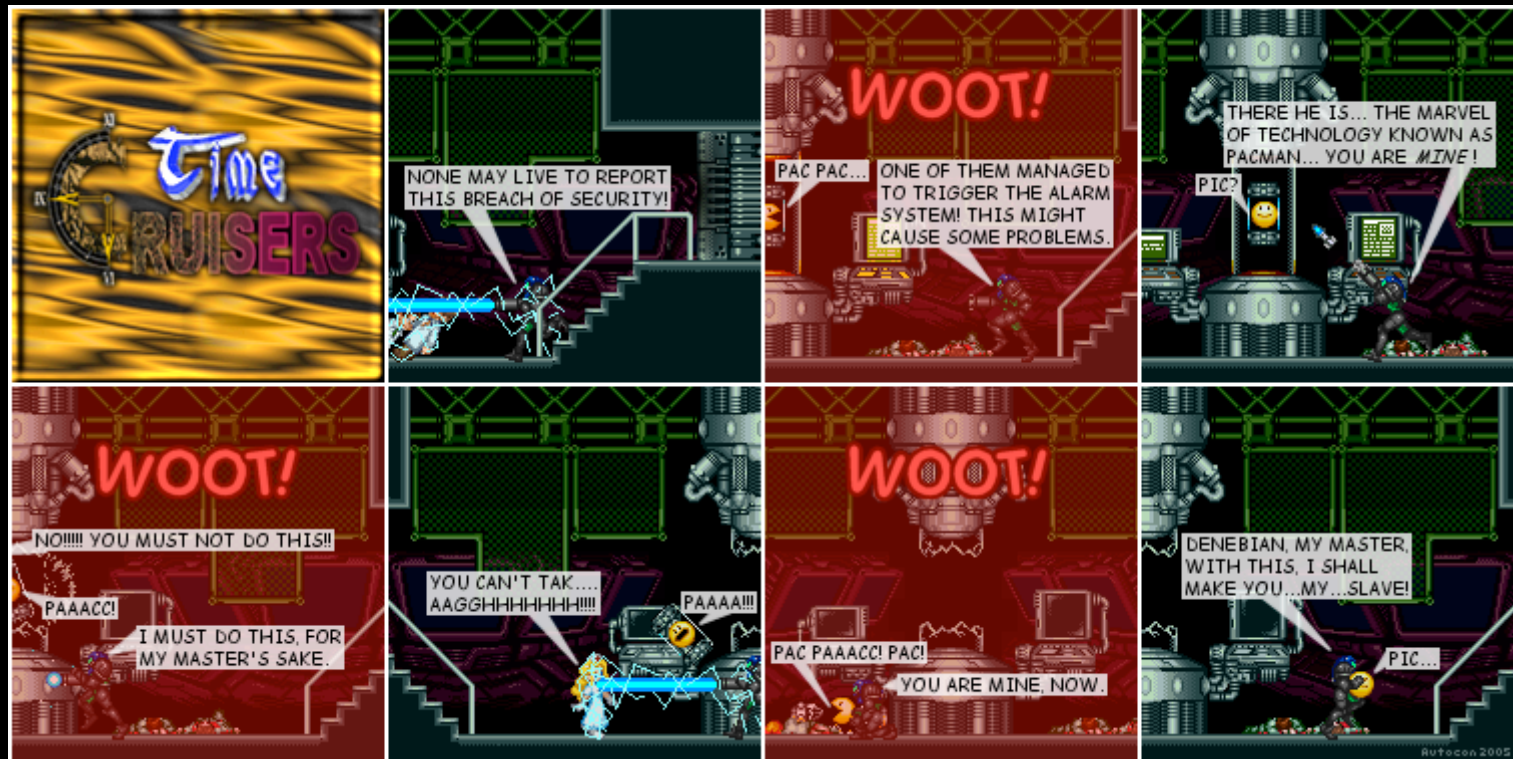 Time
CRUISERS
XI
IX
VI
NONE MAY LIVE TO REPORT
THIS BREACH OF SECURITY!
WOOT!
PAC PAC...
ONE OF THEM MANAGED
TO TRIGGER THE ALARM
SYSTEM! THIS MIGHT
CAUSE SOME PROBLEMS.
THERE HE IS... THE MARVEL
OF TECHNOLOGY KNOWN AS
PACMAN... YOU ARE MINE!
PIC?
WOOT!
NO!!!!! YOU MUST NOT DO THIS!!
PAAACC!
I MUST DO THIS, FOR
MY MASTER'S SAKE.
YOU CAN'T TAK....
AAGGHHHHHHH!!!!!
PAAAA!!!
WOOT!
PAC PAAACC! PAC!
YOU ARE MINE, NOW.
DENEBIAN, MY MASTER,
WITH THIS, I SHALL
MAKE YOU...MY...SLAVE!
PIC...
Autocon 2005